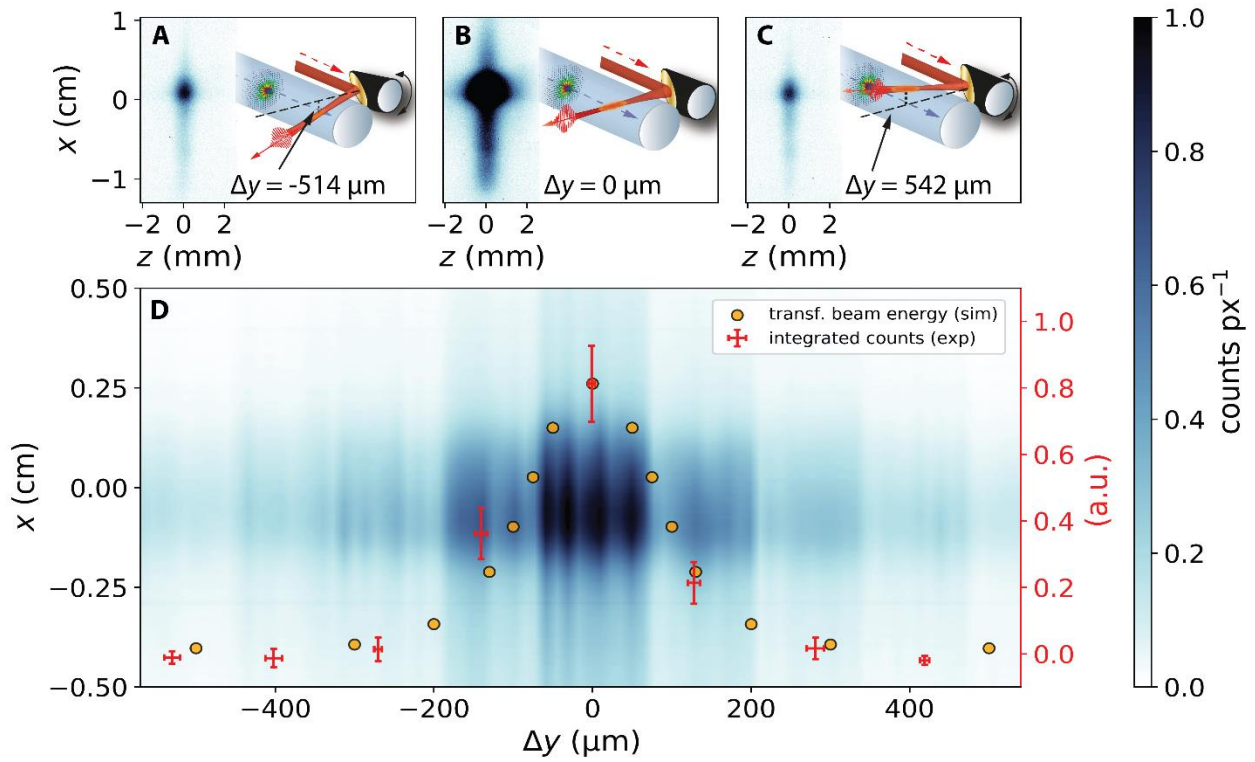 A
B
C
x (cm)
1
0
−1
Δy = -514 µm
Δy = 0 µm
Δy = 542 µm
−2 0 2
−2 0 2
−2 0 2
z (mm)
z (mm)
z (mm)
D
transf. beam energy (sim)
integrated counts (exp)
x (cm)
0.50
0.25
0.00
−0.25
−0.50
−400 −200 0 200 400
Δy (µm)
1.0
0.8
0.6
0.4
0.2
0.0
(a.u.)
1.0
0.8
0.6
0.4
0.2
0.0
counts px⁻¹